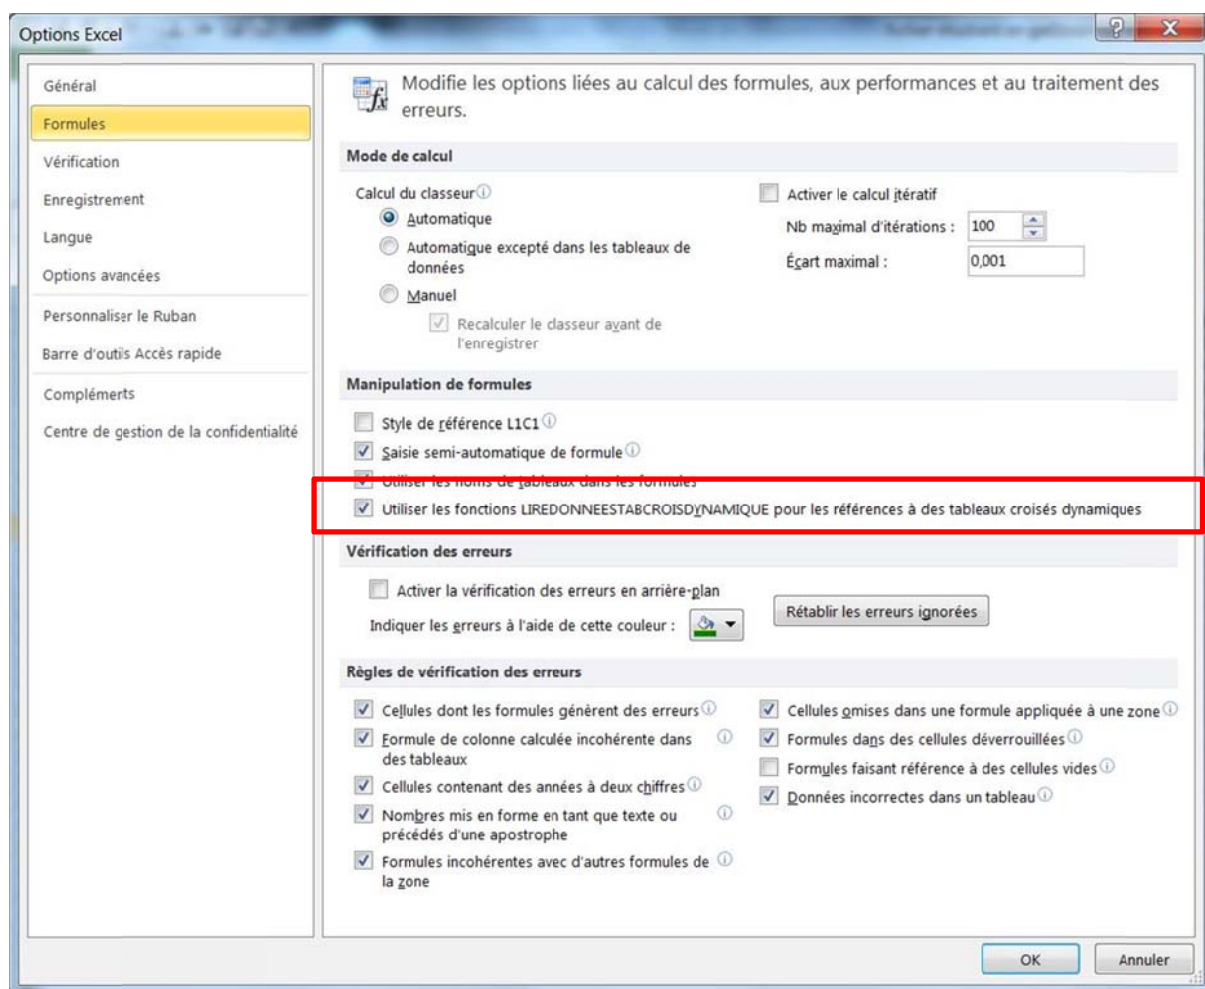 Options Excel
Général
Formules
Vérification
Enregistrement
Langue
Options avancées
Personnaliser le Ruban
Barre d'outils Accès rapide
Compléments
Centre de gestion de la confidentialité
Modifie les options liées au calcul des formules, aux performances et au traitement des
erreurs.
Mode de calcul
Calcul du classeur
Automatique
Automatique excepté dans les tableaux de
données
Manuel
Recalculer le classeur avant de
l'enregistrer
Activer le calcul itératif
Nb maximal d'itérations : 100
Écart maximal : 0,001
Manipulation de formules
Style de référence L1C1
Saisie semi-automatique de formule
Utiliser les noms de tableaux dans les formules
Utiliser les fonctions LIREDONNEESTABCROISDYNAMIQUE pour les références à des tableaux croisés dynamiques
Vérification des erreurs
Activer la vérification des erreurs en arrière-plan
Indiquer les erreurs à l'aide de cette couleur :
Rétablir les erreurs ignorées
Règles de vérification des erreurs
Cellules dont les formules génèrent des erreurs
Formule de colonne calculée incohérente dans
des tableaux
Cellules contenant des années à deux chiffres
Nombres mis en forme en tant que texte ou
précédés d'une apostrophe
Formules incohérentes avec d'autres formules de
la zone
Cellules omises dans une formule appliquée à une zone
Formules dans des cellules déverrouillées
Formules faisant référence à des cellules vides
Données incorrectes dans un tableau
OK
Annuler